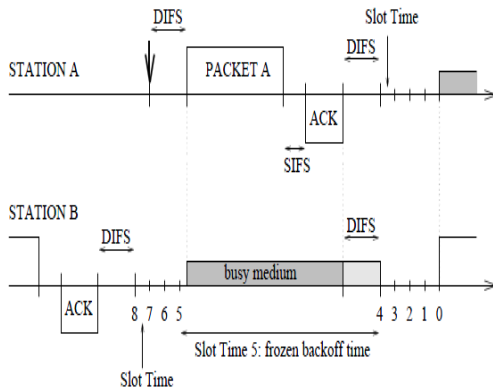 DIFS
DIFS
Slot Time
STATION A
PACKET A
ACK
SIFS
STATION B
DIFS
DIFS
busy medium
ACK
8 7 6 5
4 3 2 1 0
Slot Time 5: frozen backoff time
Slot Time